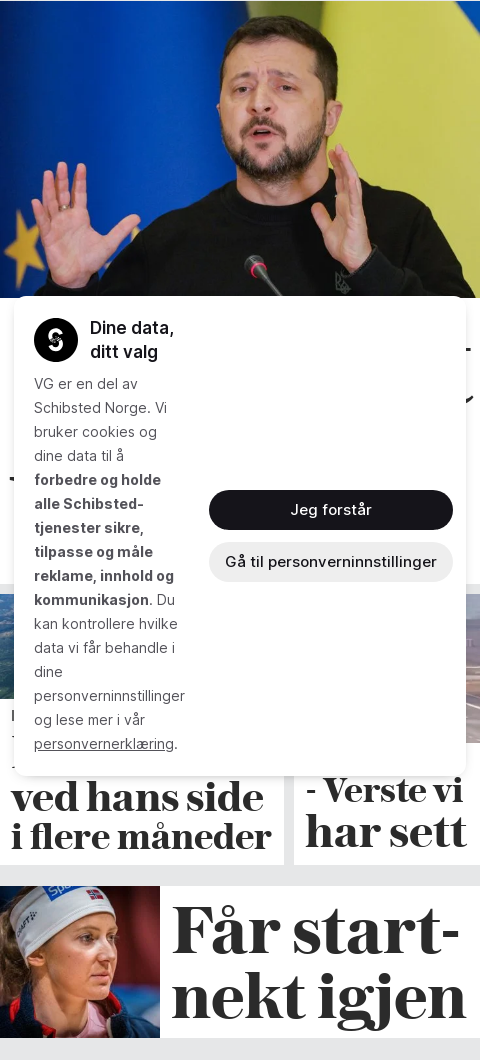 Dine data,
ditt valg
VG er en del av
Schibsted Norge. Vi
bruker cookies og
dine data til å
forbedre og holde
alle Schibsted-
tjenester sikre,
tilpasse og måle
reklame, innhold og
kommunikasjon. Du
kan kontrollere hvilke
data vi får behandle i
dine
personverninnstillinger
og lese mer i vår
personvernerklæring.
Jeg forstår
Gå til personverninnstillinger
ved hans side
i flere måneder
- Verste vi
har sett
Får start-
nekt igjen